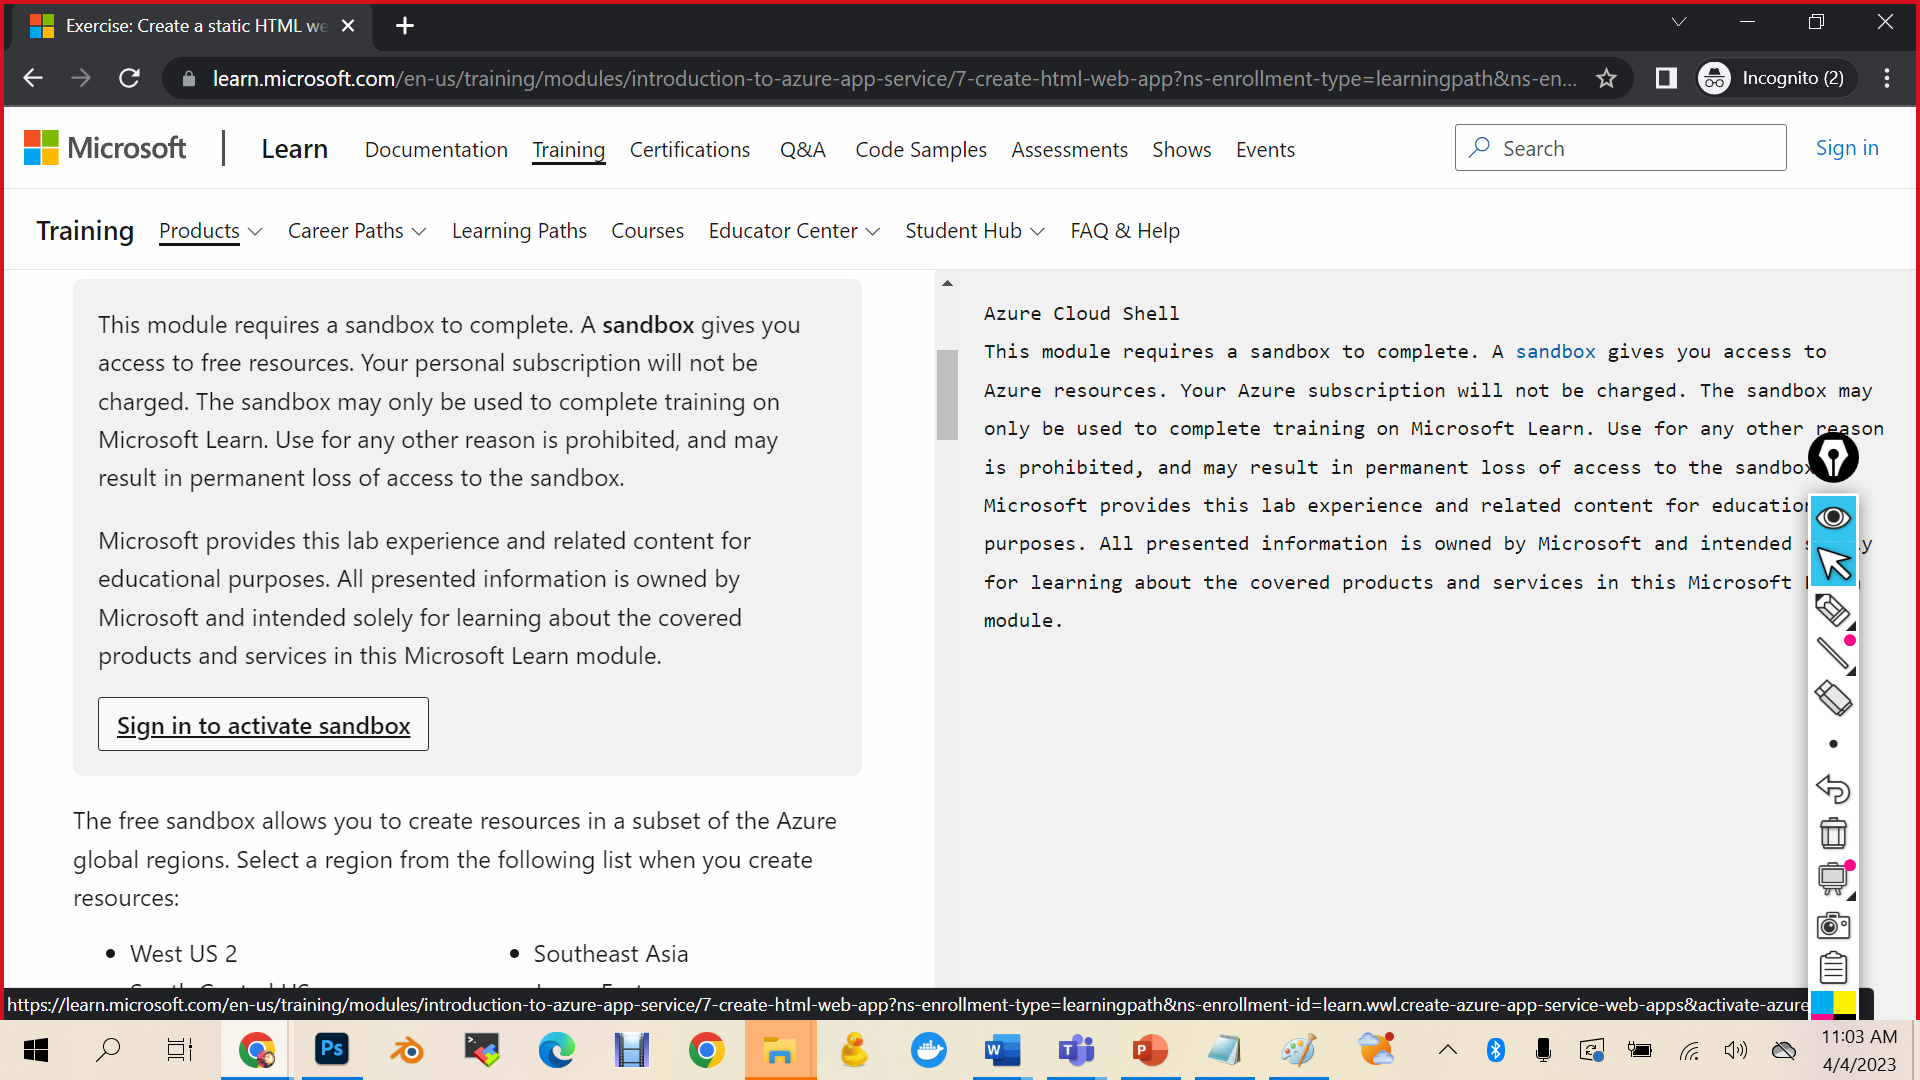 Exercise: Create a static HTML we
learn.microsoft.com/en-us/training/modules/introduction-to-azure-app-service/7-create-html-web-app?ns-enrollment-type=learningpath&ns-en...
Incognito (2)
Microsoft
Learn
Documentation
Training
Certifications
Q&A
Code Samples
Assessments
Shows
Events
Search
Sign in
Training
Products
Career Paths
Learning Paths
Courses
Educator Center
Student Hub
FAQ & Help
This module requires a sandbox to complete. A sandbox gives you
access to free resources. Your personal subscription will not be
charged. The sandbox may only be used to complete training on
Microsoft Learn. Use for any other reason is prohibited, and may
result in permanent loss of access to the sandbox.
Microsoft provides this lab experience and related content for
educational purposes. All presented information is owned by
Microsoft and intended solely for learning about the covered
products and services in this Microsoft Learn module.
Sign in to activate sandbox
The free sandbox allows you to create resources in a subset of the Azure
global regions. Select a region from the following list when you create
resources:
West US 2
Southeast Asia
Azure Cloud Shell
This module requires a sandbox to complete. A sandbox gives you access to
Azure resources. Your Azure subscription will not be charged. The sandbox may
only be used to complete training on Microsoft Learn. Use for any other reason
is prohibited, and may result in permanent loss of access to the sandbox
Microsoft provides this lab experience and related content for education
purposes. All presented information is owned by Microsoft and intended
for learning about the covered products and services in this Microsoft
module.
https://learn.microsoft.com/en-us/training/modules/introduction-to-azure-app-service/7-create-html-web-app?ns-enrollment-type=learningpath&ns-enrollment-id=learn.wwl.create-azure-app-service-web-apps&activate-azure
Ps
W
T
P
11:03 AM
4/4/2023